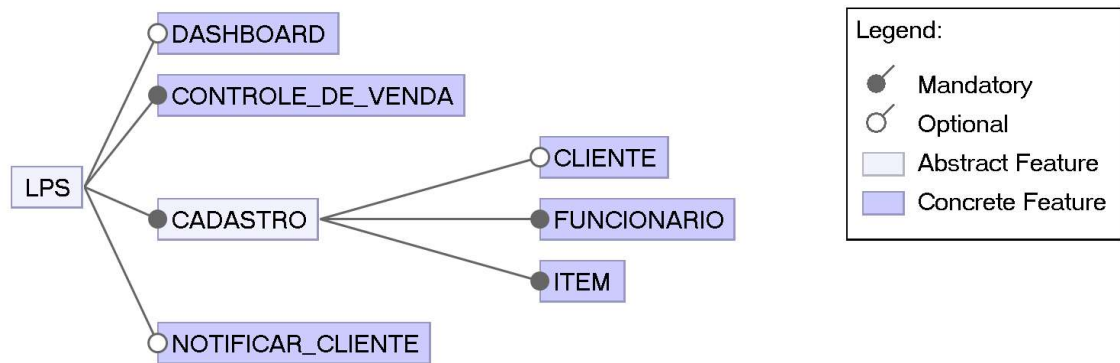 DASHBOARD
CONTROLE_DE_VENDA
LPS
CADASTRO
NOTIFICAR_CLIENTE
CLIENTE
FUNCIONARIO
ITEM
Legend:
Mandatory
Optional
Abstract Feature
Concrete Feature